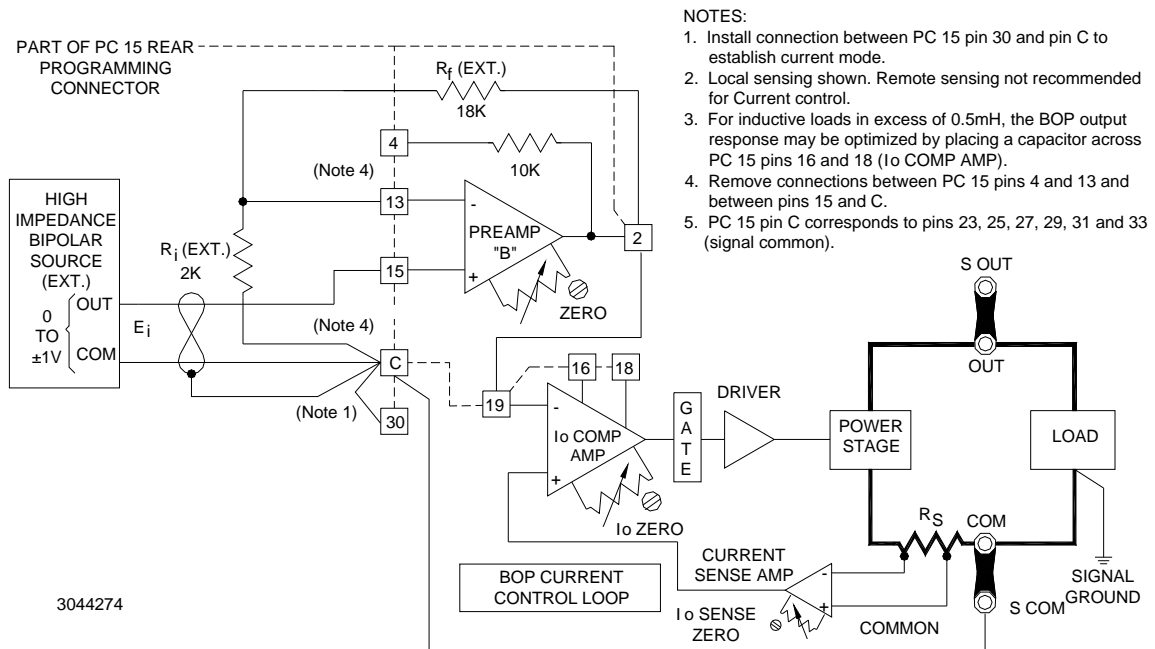 PART OF PC 15 REAR
PROGRAMMING
CONNECTOR
Rf (EXT.)
18K
4
10K
(Note 4)
13
-
PREAMP
"B"
+
2
15
ZERO
HIGH
IMPEDANCE
BIPOLAR
SOURCE
(EXT.)
0
TO
±1V
OUT
COM
Ei
Ri (EXT.)
2K
(Note 4)
C
(Note 1)
30
NOTES:
1. Install connection between PC 15 pin 30 and pin C to
establish current mode.
2. Local sensing shown. Remote sensing not recommended
for Current control.
3. For inductive loads in excess of 0.5mH, the BOP output
response may be optimized by placing a capacitor across
PC 15 pins 16 and 18 (Io COMP AMP).
4. Remove connections between PC 15 pins 4 and 13 and
between pins 15 and C.
5. PC 15 pin C corresponds to pins 23, 25, 27, 29, 31 and 33
(signal common).
19
16
18
-
Io COMP
AMP
+
Io ZERO
GATE
DRIVER
POWER
STAGE
S OUT
OUT
LOAD
RS
COM
S COM
SIGNAL
GROUND
CURRENT
SENSE AMP
-
+
Io SENSE
ZERO
COMMON
BOP CURRENT
CONTROL LOOP
3044274